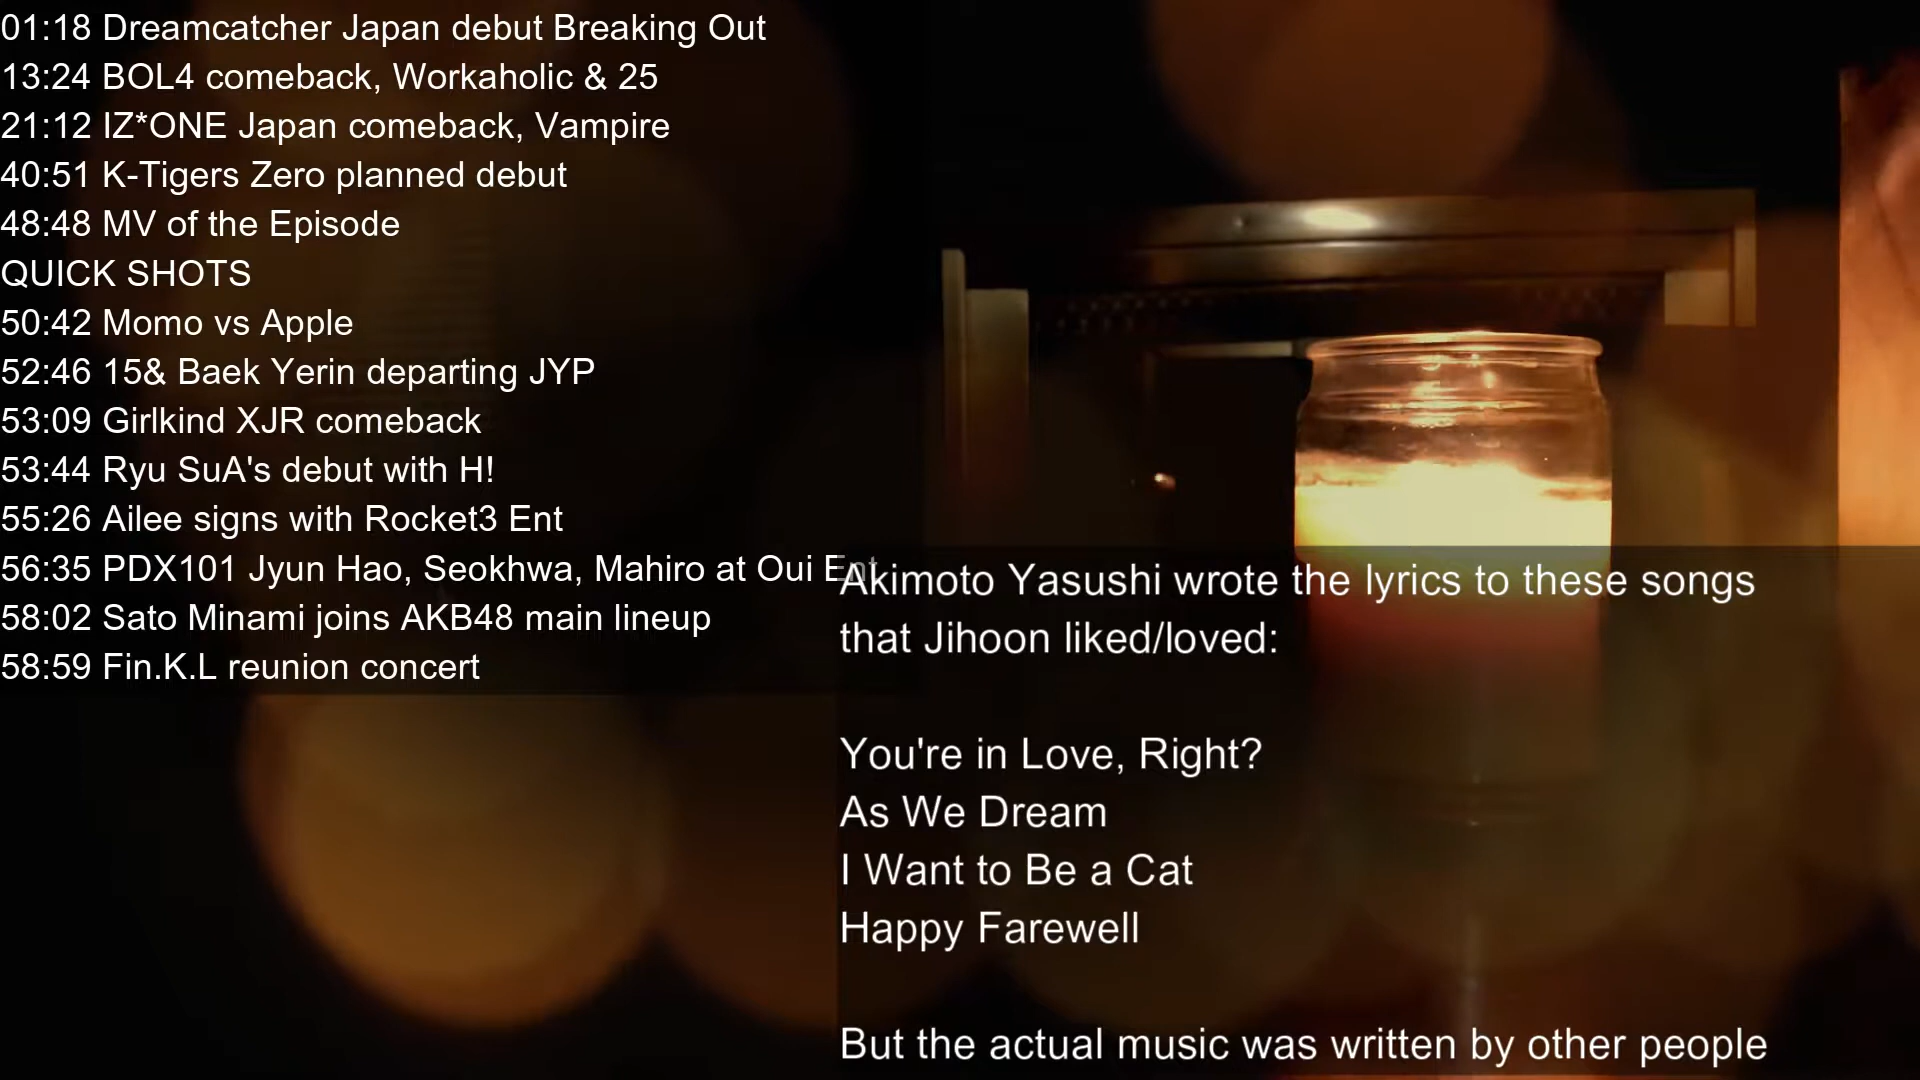 01:18 Dreamcatcher Japan debut Breaking Out
13:24 BOL4 comeback, Workaholic & 25
21:12 IZ*ONE Japan comeback, Vampire
40:51 K-Tigers Zero planned debut
48:48 MV of the Episode
QUICK SHOTS
50:42 Momo vs Apple
52:46 15& Baek Yerin departing JYP
53:09 Girlkind XJR comeback
53:44 Ryu SuA's debut with H!
55:26 Ailee signs with Rocket3 Ent
56:35 PDX101 Jyun Hao, Seokhwa, Mahiro at Oui Ent
58:02 Sato Minami joins AKB48 main lineup
58:59 Fin.K.L reunion concert
Akimoto Yasushi wrote the lyrics to these songs
that Jihoon liked/loved:
You're in Love, Right?
As We Dream
I Want to Be a Cat
Happy Farewell
But the actual music was written by other people